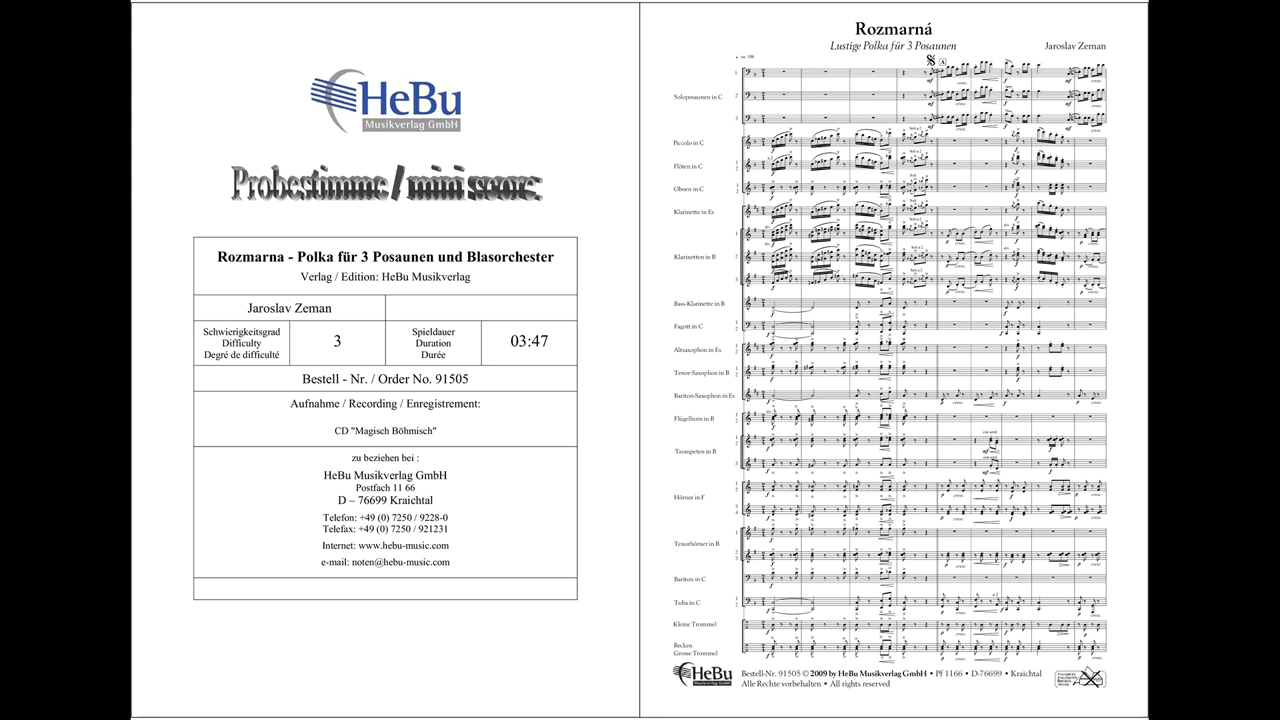 HeBu
Musikverlag GmbH
Probestimme / mini score
Rozmarna - Polka für 3 Posaunen und Blasorchester
Verlag / Edition: HeBu Musikverlag
Jaroslav Zeman
Schwierigkeitsgrad
Difficulty
Degré de difficulté
3
Spieldauer
Duration
Durée
03:47
Bestell - Nr. / Order No. 91505
Aufnahme / Recording / Enregistrement:
CD "Magisch Böhmisch"
zu beziehen bei :
HeBu Musikverlag GmbH
Postfach 11 66
D – 76699 Kraichtal
Telefon: +49 (0) 7250 / 9228-0
Telefax: +49 (0) 7250 / 921231
Internet: www.hebu-music.com
e-mail: noten@hebu-music.com
Rozmarná
Lustige Polka für 3 Posaunen
Jaroslav Zeman
A
Soloposaunen in C
1
2
3
Piccolo in C
Flöten in C
Oboen in C
Klarinette in Es
Klarinetten in B
Bass-Klarinette in B
Fagott in C
Altsaxophon in Es
Tenor-Saxophon in B
Bariton-Saxophon in Es
Flügelhorn in B
Trompeten in B
Hörner in F
Tenorhörner in B
Bariton in C
Tuba in C
Kleine Trommel
Becken
Grosse Trommel
HeBu
Musikverlag GmbH
Bestell-Nr. 91505 © 2009 by HeBu Musikverlag GmbH • Pf 1166 • D-76699 • Kraichtal
Alle Rechte vorbehalten • All rights reserved